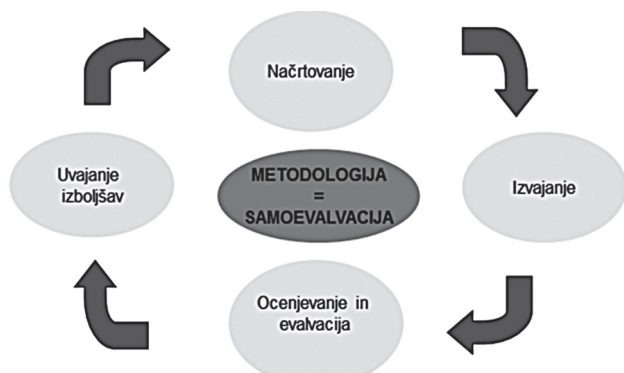 Načrtovanje
Uvajanje
izboljšav
METODOLOGIJA
=
SAMOEVALVACIJA
Izvajanje
Ocenjevanje in
evalvacija